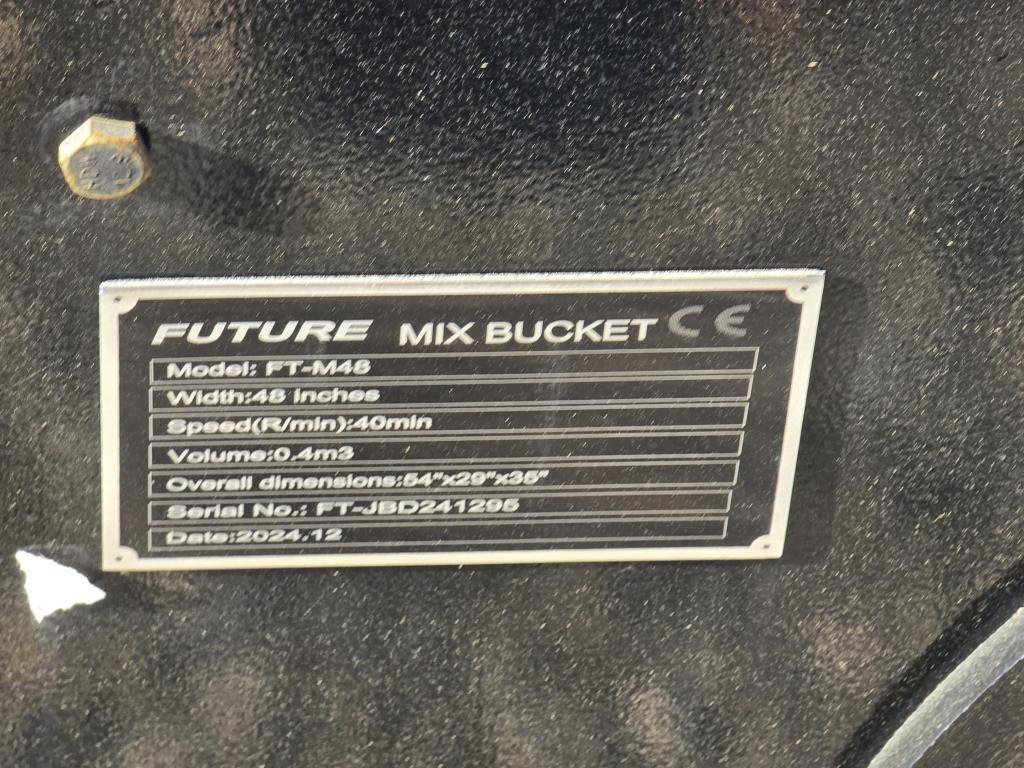 FUTURE MIX BUCKET CE
Model: FT-M48
Width:48 inches
Speed(R/min):40min
Volume:0.4m3
Overall dimensions:54"x29"x35"
Serial No.: FT-JBD241295
Date:2024.12